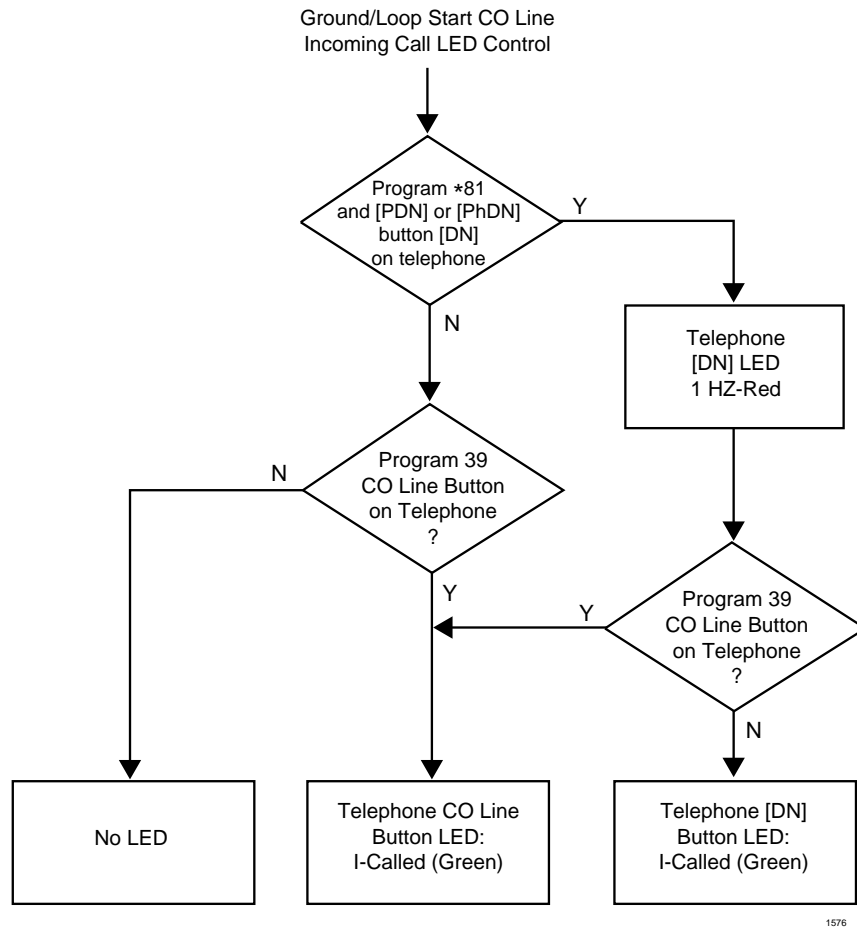 Ground/Loop Start CO Line
Incoming Call LED Control
Program *81
and [PDN] or [PhDN]
button [DN]
on telephone
Y
N
Telephone
[DN] LED
1 HZ-Red
N
Program 39
CO Line Button
on Telephone
?
Y
Y
Program 39
CO Line Button
on Telephone
?
N
No LED
Telephone CO Line
Button LED:
I-Called (Green)
Telephone [DN]
Button LED:
I-Called (Green)
1576